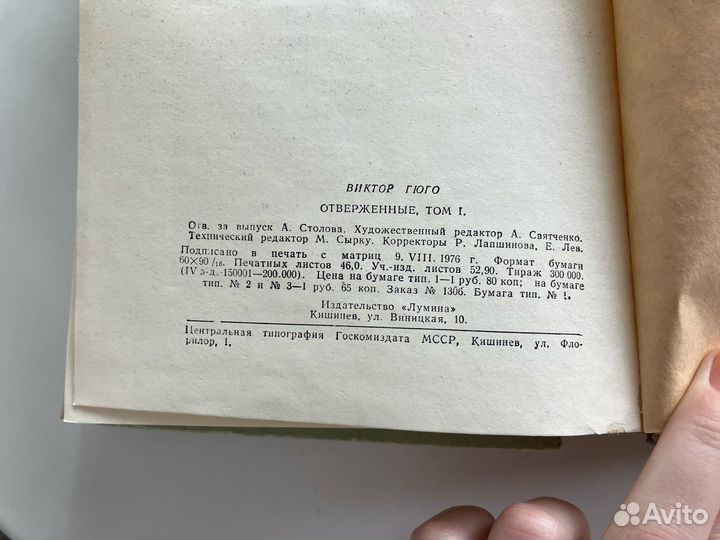 ВИКТОР ГЮГО
ОТВЕРЖЕННЫЕ, ТОМ I.
Отв. за выпуск А. Столова. Художественный редактор А. Святченко.
Технический редактор М. Сырку. Корректоры Р. Лапшинова, Е. Лев.
Подписано в печать с матриц 9. VIII. 1976 г. Формат бумаги
60×90/16. Печатных листов 46,0. Уч.-изд. листов 52,90. Тираж 300 000.
(IV з-д.-150001—200.000). Цена на бумаге тип. 1—1 руб. 80 коп; на бумаге
тип. № 2 и № 3—1 руб. 65 коп. Заказ № 1306. Бумага тип. № 1.
Издательство «Лумина»
Кишинев, ул. Виницкая, 10.
Центральная типография Госкомиздата МССР, Кишинев, ул. Фло-
рилор, 1.
Avito